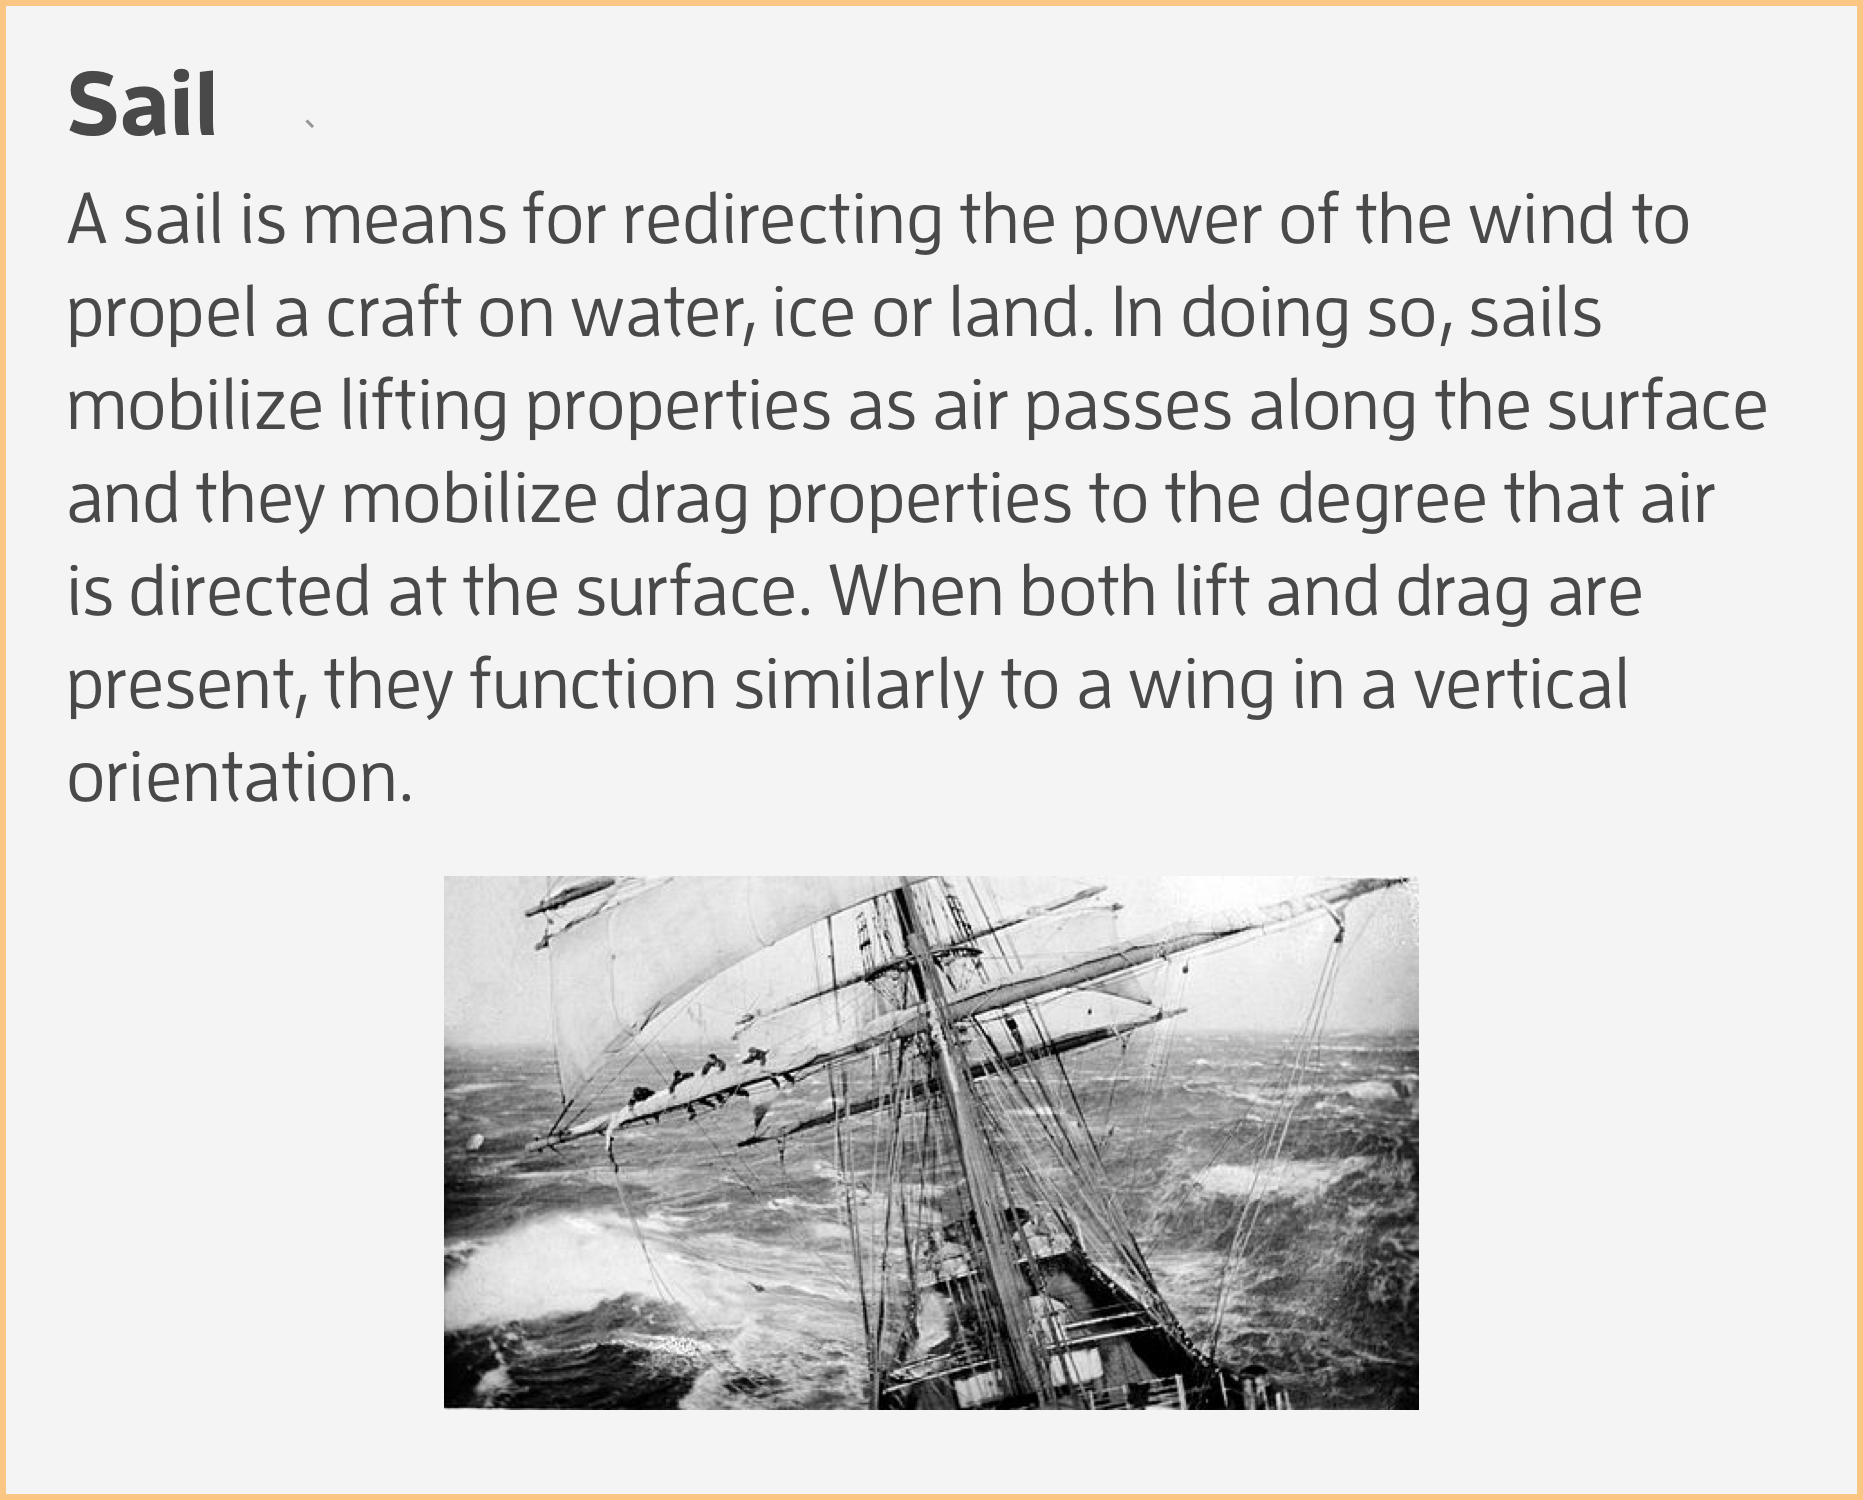 Sail `
A sail is means for redirecting the power of the wind to
propel a craft on water, ice or land. In doing so, sails
mobilize lifting properties as air passes along the surface
and they mobilize drag properties to the degree that air
is directed at the surface. When both lift and drag are
present, they function similarly to a wing in a vertical
orientation.